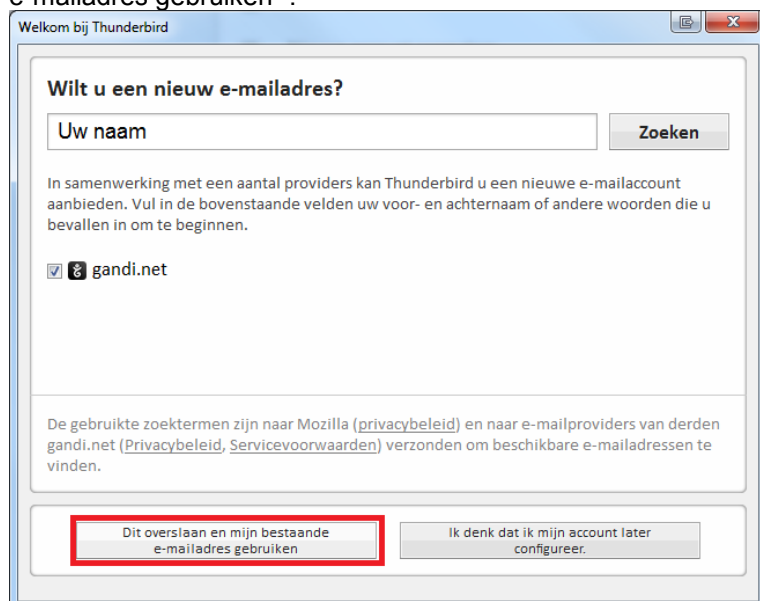 e-mailadres gebruiken".
Welkom bij Thunderbird
Wilt u een nieuw e-mailadres?
Uw naam
Zoeken
In samenwerking met een aantal providers kan Thunderbird u een nieuwe e-mailaccount
aanbieden. Vul in de bovenstaande velden uw voor- en achternaam of andere woorden die u
bevallen in om te beginnen.
gandi.net
De gebruikte zoektermen zijn naar Mozilla (privacybeleid) en naar e-mailproviders van derden
gandi.net (Privacybeleid, Servicevoorwaarden) verzonden om beschikbare e-mailadressen te
vinden.
Dit overslaan en mijn bestaande
e-mailadres gebruiken
Ik denk dat ik mijn account later
configureer.